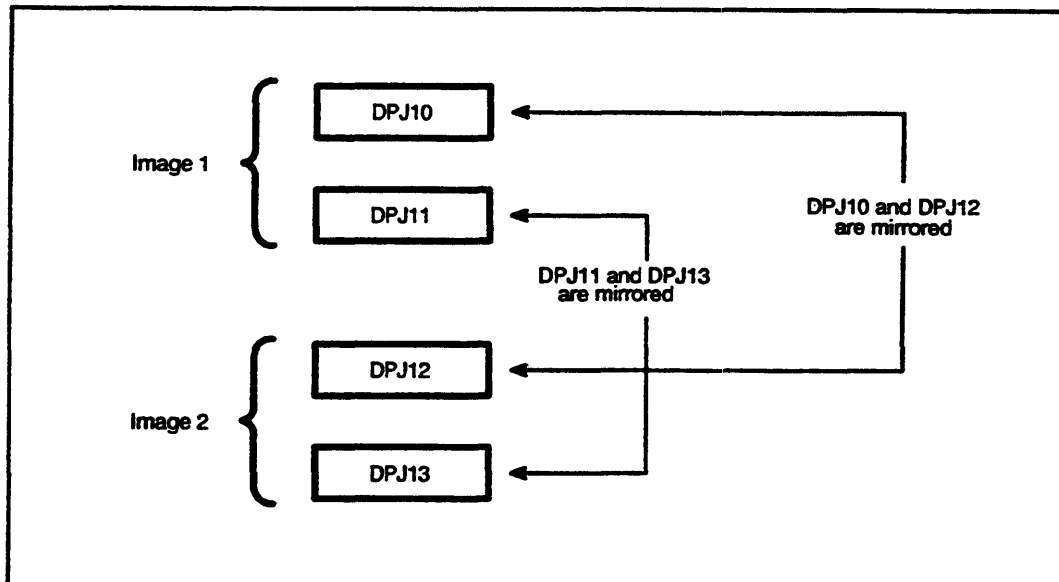 DPJ10
Image 1
DPJ11
DPJ10 and DPJ12
are mirrored
DPJ11 and DPJ13
are mirrored
DPJ12
Image 2
DPJ13